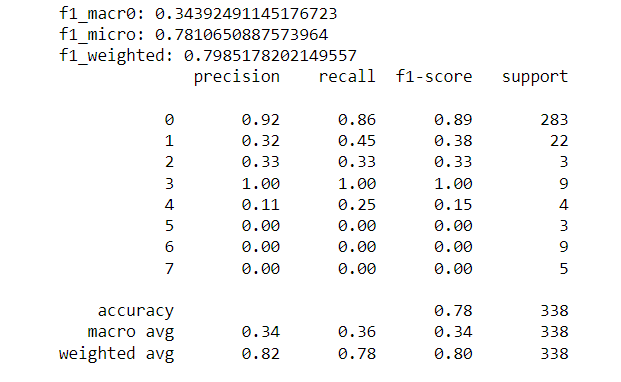 f1_macr0: 0.34392491145176723
f1_micro: 0.7810650887573964
f1_weighted: 0.7985178202149557
precision recall f1-score support
0 0.92 0.86 0.89 283
1 0.32 0.45 0.38 22
2 0.33 0.33 0.33 3
3 1.00 1.00 1.00 9
4 0.11 0.25 0.15 4
5 0.00 0.00 0.00 3
6 0.00 0.00 0.00 9
7 0.00 0.00 0.00 5
accuracy 0.78 338
macro avg 0.34 0.36 0.34 338
weighted avg 0.82 0.78 0.80 338